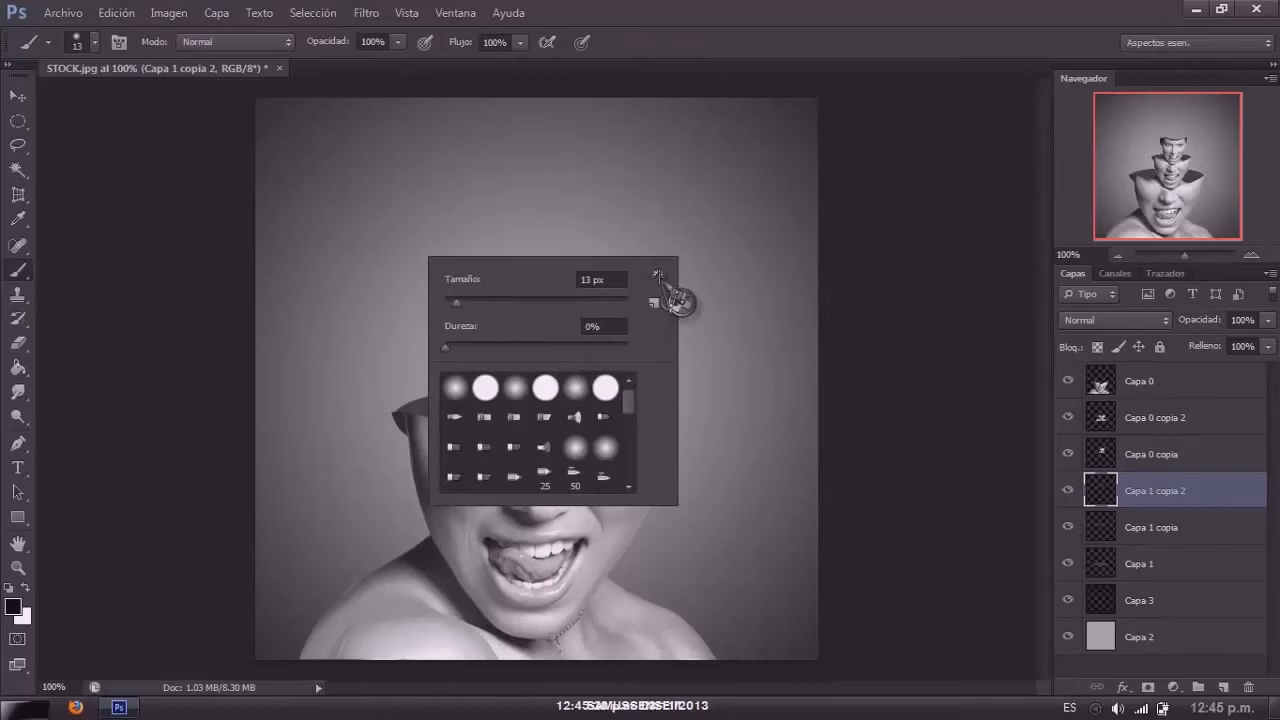 Ps Archivo Edición Imagen Capa Texto Selección Filtro Vista Ventana Ayuda
13 Modo: Normal Opacidad: 100% Flujo: 100% Aspectos esen.
STOCK.jpg al 100% (Capa 1 copia 2, RGB/8*) * ×
Navegador
100%
Capas Canales Trazados
Tipo
Normal Opacidad: 100%
Bloq.: Relleno: 100%
Capa 0
Capa 0 copia 2
Capa 0 copia
Capa 1 copia 2
Capa 1 copia
Capa 1
Capa 3
Capa 2
Tamaño: 13 px
Dureza: 0%
25 50
T
100% Doc: 1.03 MB/8.30 MB
Ps ES 12:45 p.m.